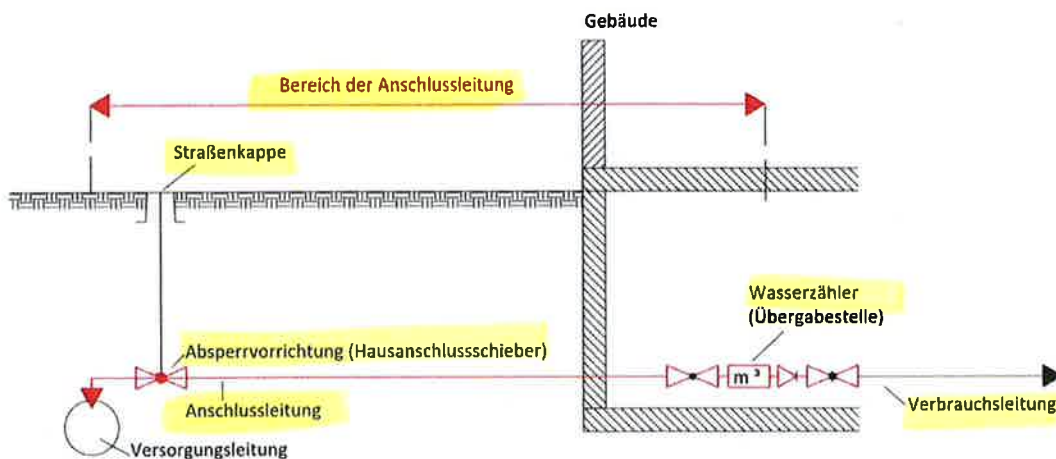 Gebäude
Bereich der Anschlussleitung
Straßenkappe
Wasserzähler
(Übergabestelle)
Absperrvorrichtung (Hausanschlussschieber)
m³
Anschlussleitung
Verbrauchsleitung
Versorgungsleitung